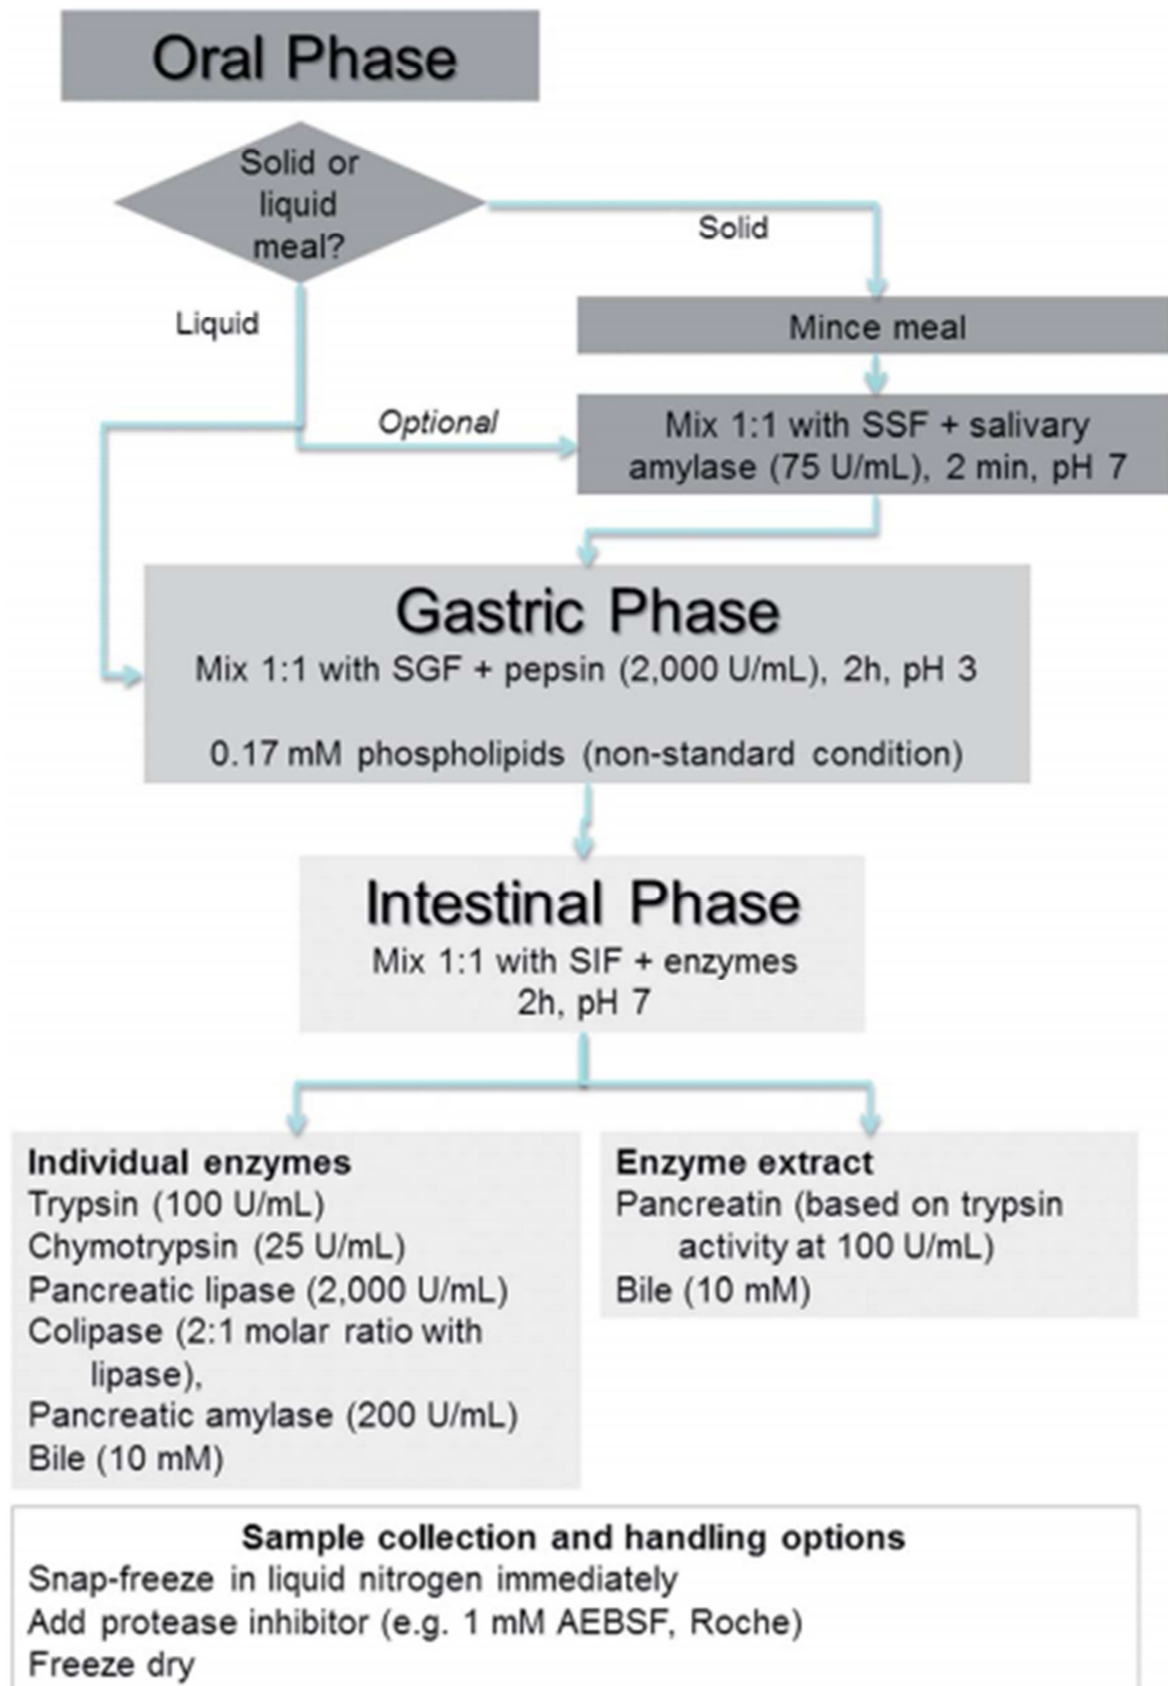 Oral Phase
Solid or
liquid
meal?
Solid
Liquid
Mince meal
Optional
Mix 1:1 with SSF + salivary
amylase (75 U/mL), 2 min, pH 7
Gastric Phase
Mix 1:1 with SGF + pepsin (2,000 U/mL), 2h, pH 3
0.17 mM phospholipids (non-standard condition)
Intestinal Phase
Mix 1:1 with SIF + enzymes
2h, pH 7
Individual enzymes
Trypsin (100 U/mL)
Chymotrypsin (25 U/mL)
Pancreatic lipase (2,000 U/mL)
Colipase (2:1 molar ratio with
lipase),
Pancreatic amylase (200 U/mL)
Bile (10 mM)
Enzyme extract
Pancreatin (based on trypsin
activity at 100 U/mL)
Bile (10 mM)
Sample collection and handling options
Snap-freeze in liquid nitrogen immediately
Add protease inhibitor (e.g. 1 mM AEBSF, Roche)
Freeze dry